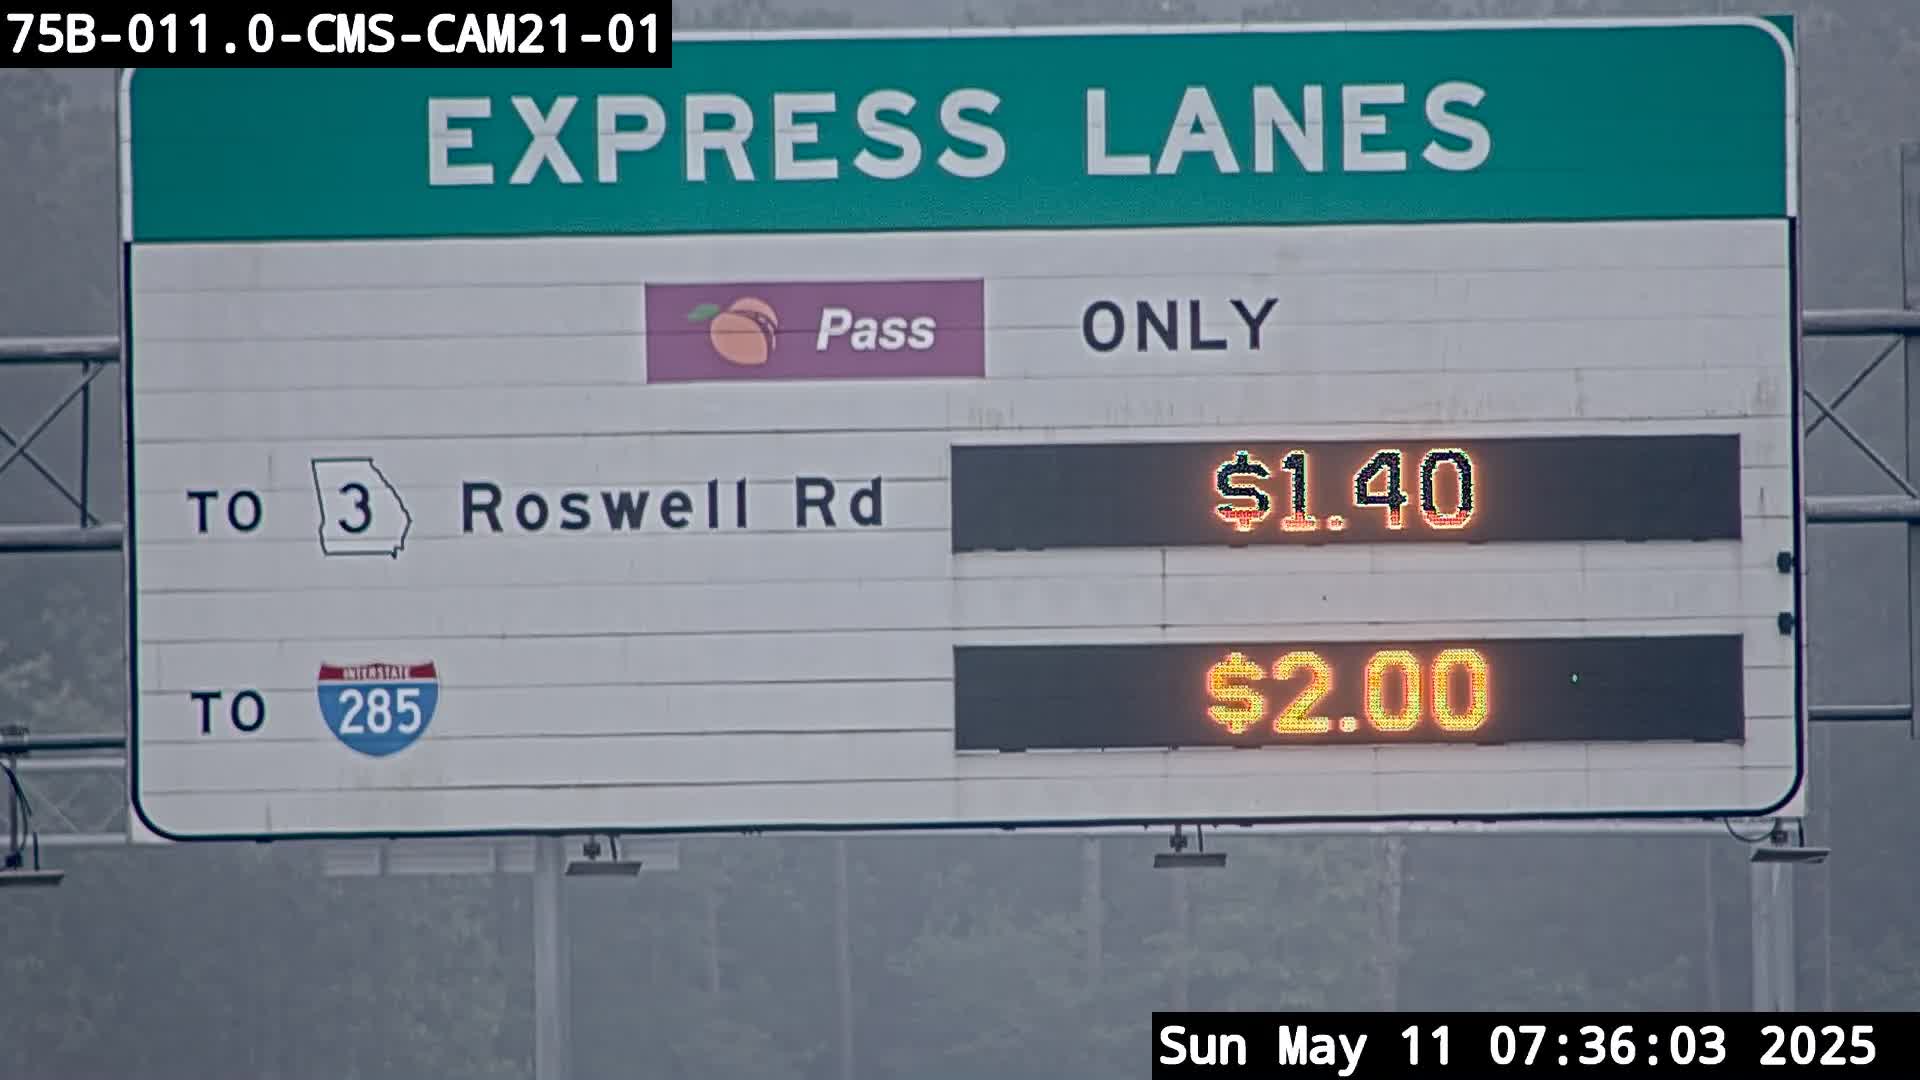 75B-011.0-CMS-CAM21-01
EXPRESS LANES
Pass ONLY
TO 3 Roswell Rd $1.40
TO INTERSTATE 285 $2.00
Sun May 11 07:36:03 2025